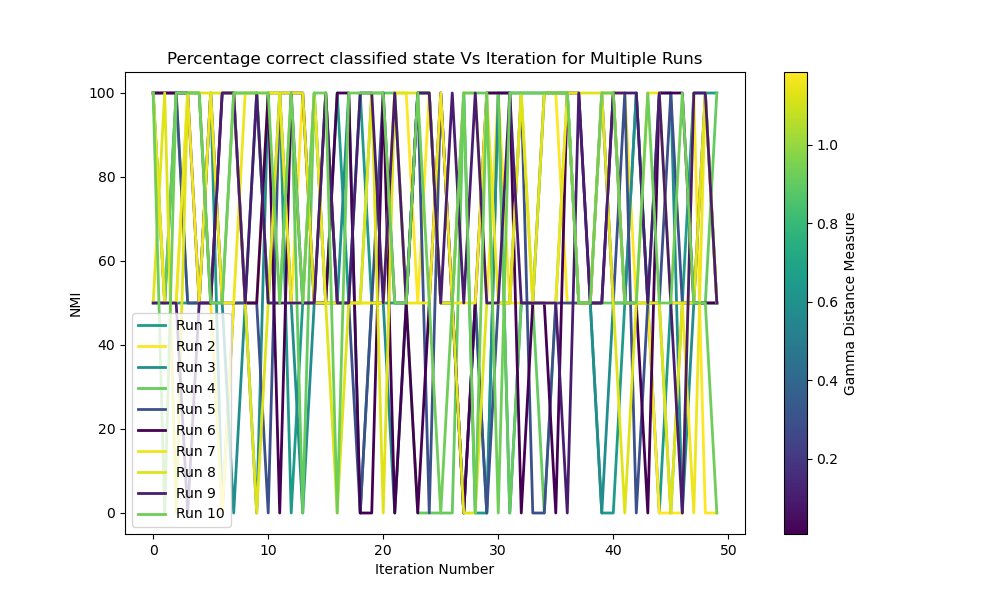 Percentage correct classified state Vs Iteration for Multiple Runs
100
80
60
40
20
0
NMI
Run 1
Run 2
Run 3
Run 4
Run 5
Run 6
Run 7
Run 8
Run 9
Run 10
0
10
20
30
40
50
Iteration Number
1.0
0.8
0.6
0.4
0.2
Gamma Distance Measure